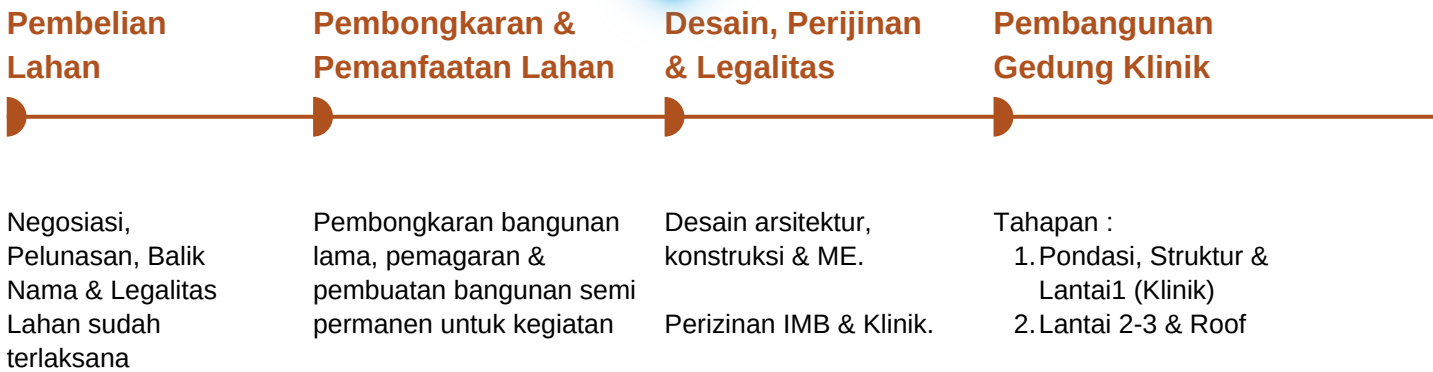 Pembelian
Lahan
Pembongkaran &
Pemanfaatan Lahan
Desain, Perijinan
& Legalitas
Pembangunan
Gedung Klinik
Negosiasi,
Pelunasan, Balik
Nama & Legalitas
Lahan sudah
terlaksana
Pembongkaran bangunan
lama, pemagaran &
pembuatan bangunan semi
permanen untuk kegiatan
Desain arsitektur,
konstruksi & ME.
Perizinan IMB & Klinik.
Tahapan :
1.Pondasi, Struktur &
Lantai1 (Klinik)
2.Lantai 2-3 & Roof